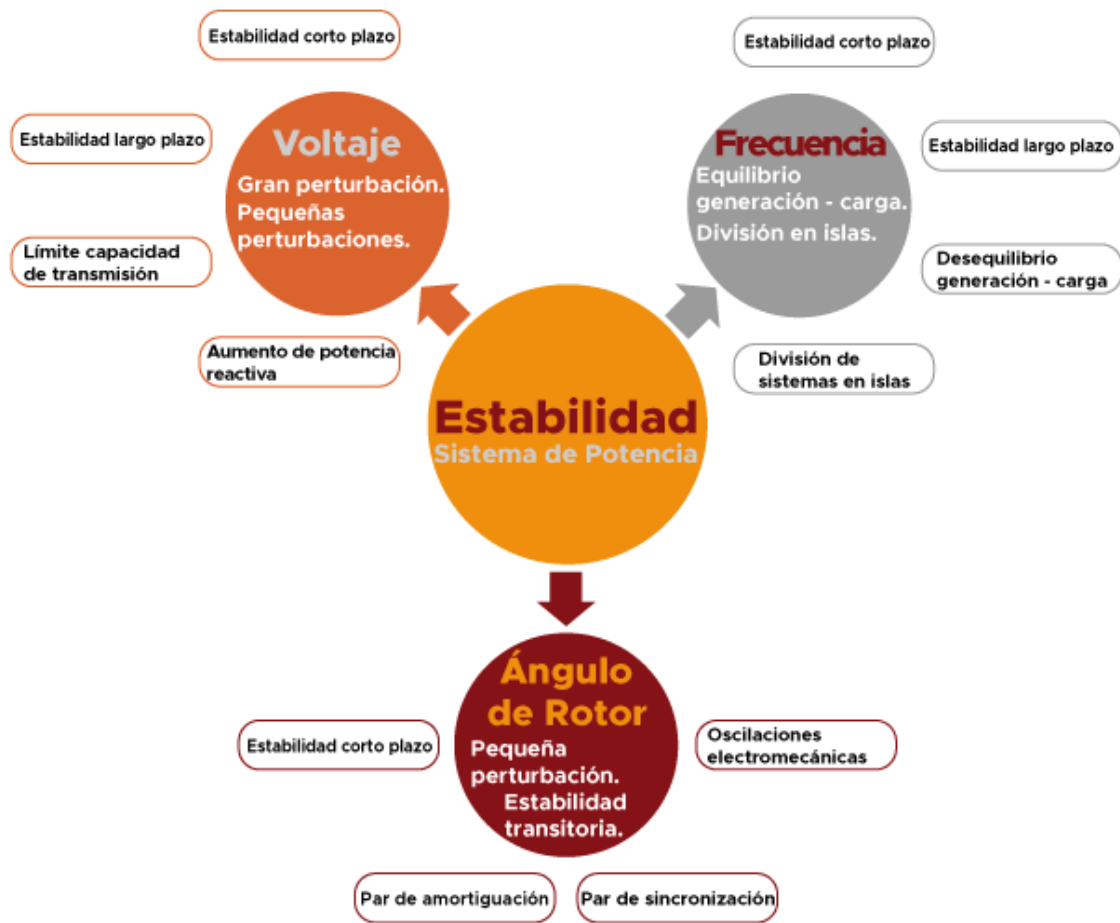 Estabilidad corto plazo
Estabilidad largo plazo
Voltaje
Gran perturbación.
Pequeñas
perturbaciones.
Límite capacidad
de transmisión
Aumento de potencia
reactiva
Estabilidad corto plazo
Frecuencia
Equilibrio
generación - carga.
División en islas.
Estabilidad largo plazo
Desequilibrio
generación - carga
División de
sistemas en islas
Estabilidad
Sistema de Potencia
Ángulo
de Rotor
Pequeña
perturbación.
Estabilidad
transitoria.
Estabilidad corto plazo
Oscilaciones
electromecánicas
Par de amortiguación
Par de sincronización